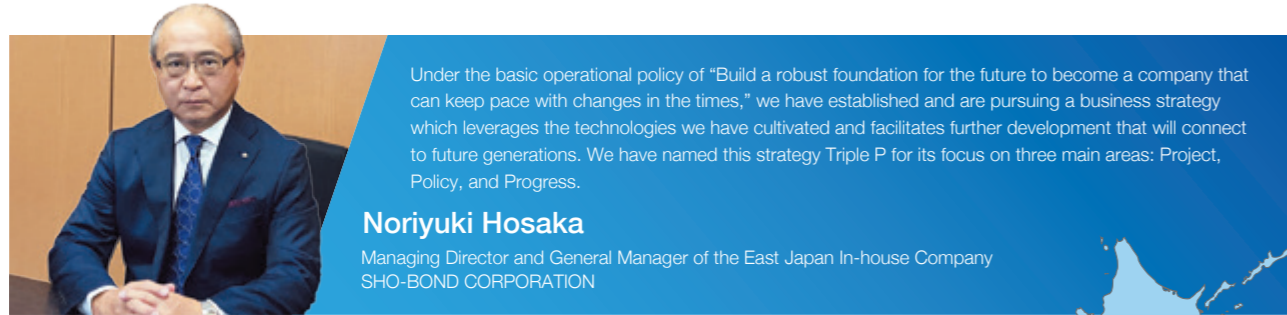 Under the basic operational policy of “Build a robust foundation for the future to become a company that
can keep pace with changes in the times,” we have established and are pursuing a business strategy
which leverages the technologies we have cultivated and facilitates further development that will connect
to future generations. We have named this strategy Triple P for its focus on three main areas: Project,
Policy, and Progress.
Noriyuki Hosaka
Managing Director and General Manager of the East Japan In-house Company
SHO-BOND CORPORATION